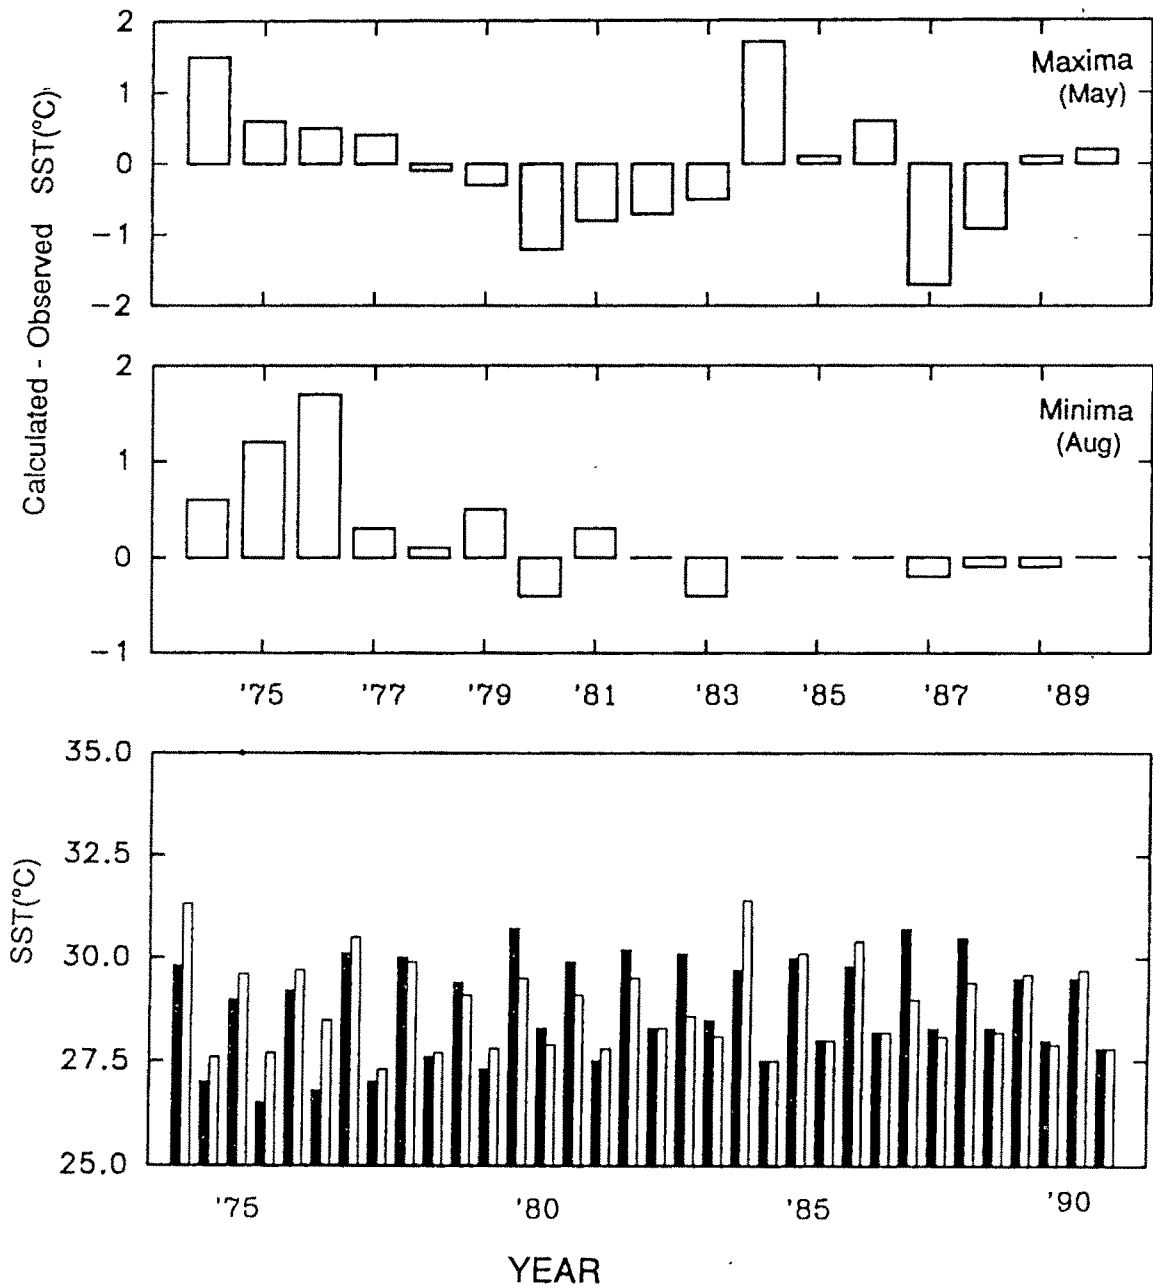 Calculated - Observed SST(°C)
2
1
0
−1
−2
Maxima
(May)
2
1
0
−1
Minima
(Aug)
'75 '77 '79 '81 '83 '85 '87 '89
SST(°C)
35.0
32.5
30.0
27.5
25.0
'75 '80 '85 '90
YEAR